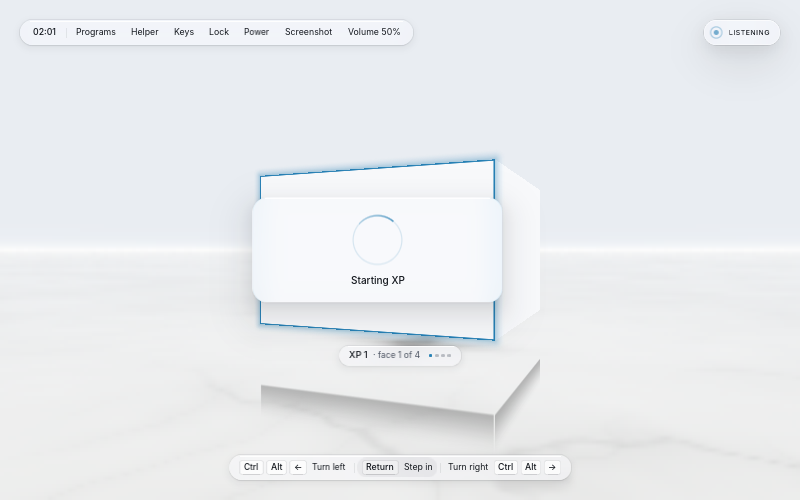 02:01 Programs Helper Keys Lock Power Screenshot Volume 50%
LISTENING
Starting XP
XP 1 · face 1 of 4
Ctrl Alt ← Turn left Return Step in Turn right Ctrl Alt →